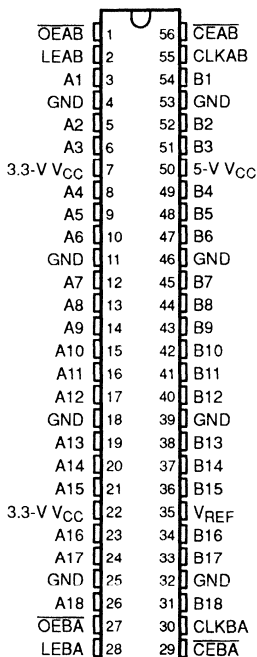 O̅E̅A̅B̅ 1 56 C̅E̅A̅B̅
LEAB 2 55 CLKAB
A1 3 54 B1
GND 4 53 GND
A2 5 52 B2
A3 6 51 B3
3.3-V VCC 7 50 5-V VCC
A4 8 49 B4
A5 9 48 B5
A6 10 47 B6
GND 11 46 GND
A7 12 45 B7
A8 13 44 B8
A9 14 43 B9
A10 15 42 B10
A11 16 41 B11
A12 17 40 B12
GND 18 39 GND
A13 19 38 B13
A14 20 37 B14
A15 21 36 B15
3.3-V VCC 22 35 VREF
A16 23 34 B16
A17 24 33 B17
GND 25 32 GND
A18 26 31 B18
O̅E̅B̅A̅ 27 30 CLKBA
LEBA 28 29 C̅E̅B̅A̅